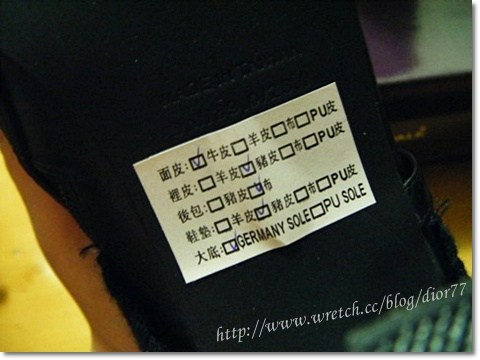 MADE IN
面皮:☑牛皮☐羊皮☐布☐PU皮
裡皮:☐羊皮☑豬皮☐布☐PU皮
後包:☐豬皮☑布
鞋墊:☐羊皮☑豬皮☐布☐PU皮
大底:☑GERMANY SOLE☐PU SOLE
http://www.wretch.cc/blog/dior77